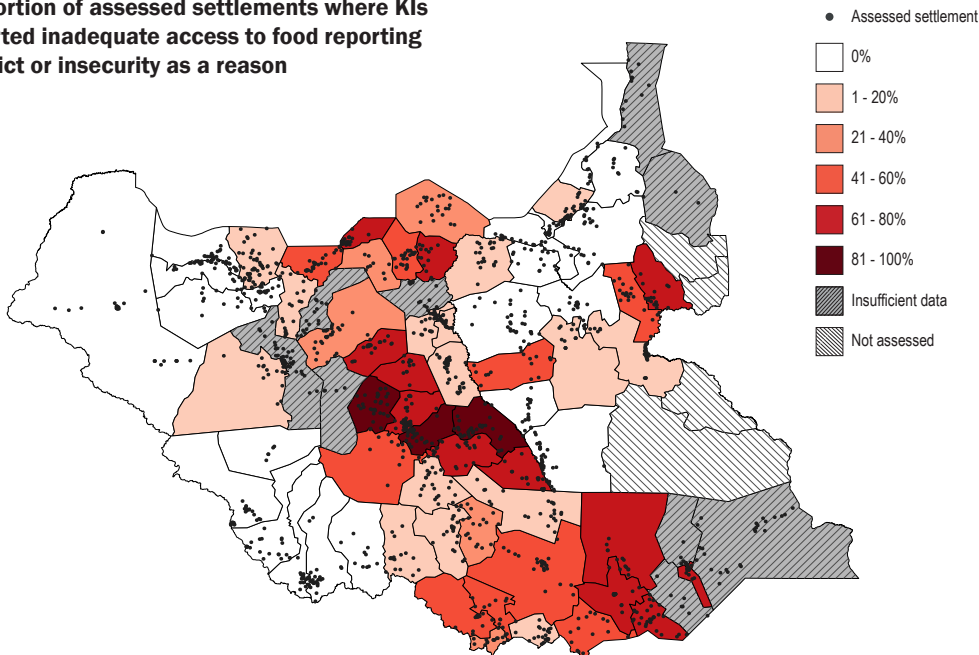 ortion of assessed settlements where KIs
rted inadequate access to food reporting
ict or insecurity as a reason
Assessed settlement
0%
1 - 20%
21 - 40%
41 - 60%
61 - 80%
81 - 100%
Insufficient data
Not assessed